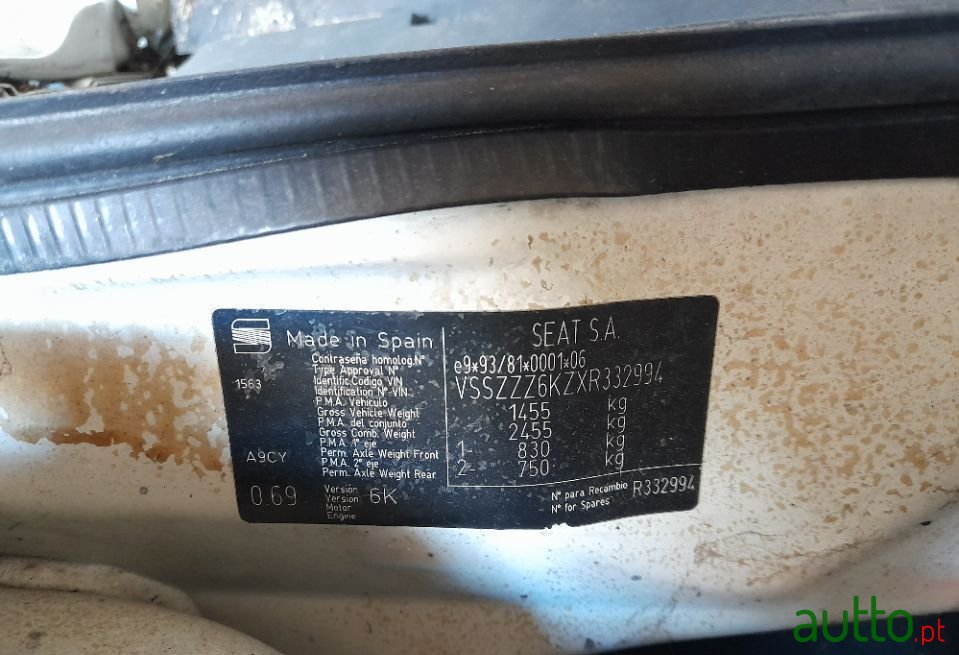 Made in Spain
SEAT S.A.
Contraseña homolog.N°
Type Approval N°
e9*93/81*0001*06
1563
Identific.Codigo VIN
Identification N°-VIN
VSSZZZ6KZXR332994
P.M.A. Vehiculo
Gross Vehicle Weight
1455 kg
P.M.A. del conjunto
Gross Comb. Weight
2455 kg
P.M.A. 1° eje
Perm. Axle Weight Front
1 830 kg
A9CY
P.M.A. 2° eje
Perm. Axle Weight Rear
2 750 kg
0.69
Versión
Version
6K
Motor
Engine
N° para Recambio
N° for Spares
R332994
autto.pt